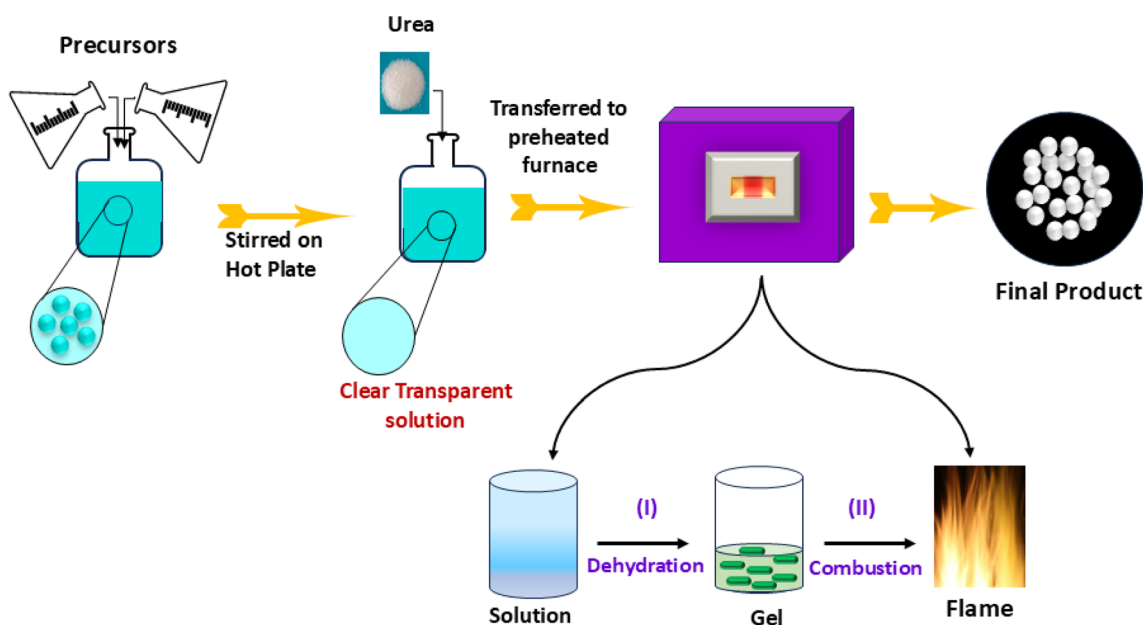 Precursors
Urea
Stirred on
Hot Plate
Clear Transparent
solution
Transferred to
preheated
furnace
Final Product
(I)
Dehydration
(II)
Combustion
Solution
Gel
Flame